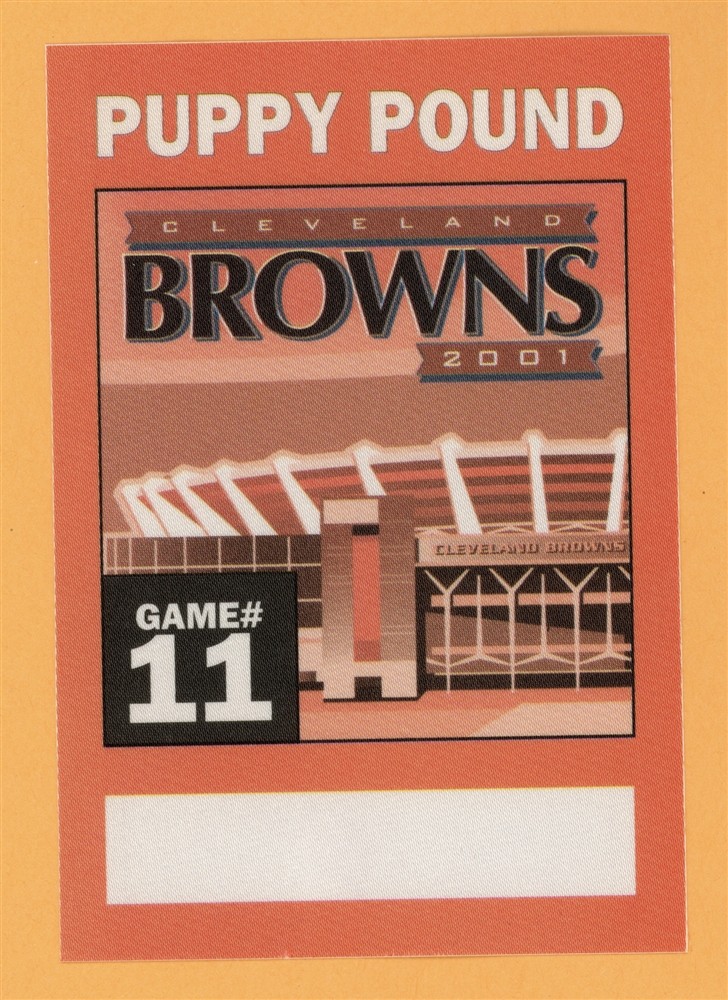 PUPPY POUND
CLEVELAND
BROWNS
2001
CLEVELAND BROWNS
GAME#
11